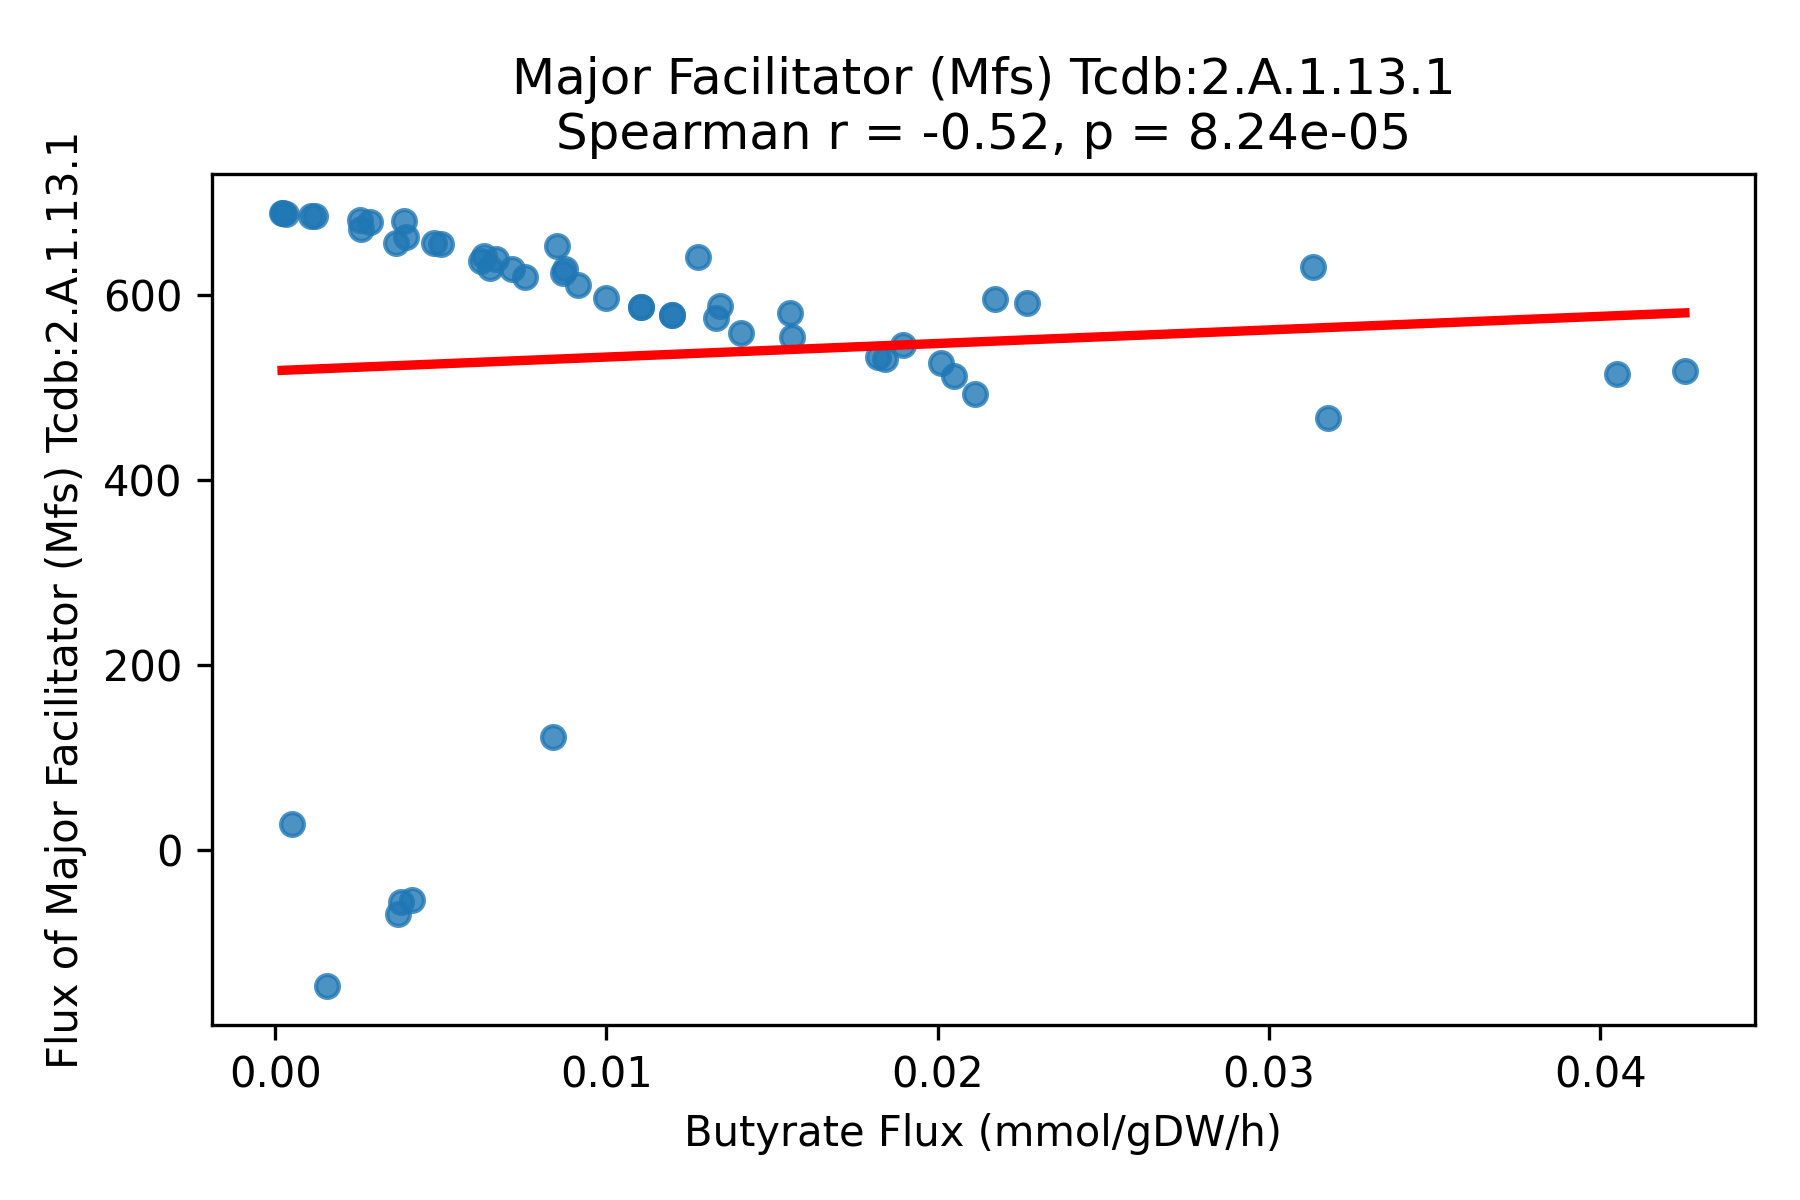 Major Facilitator (Mfs) Tcdb:2.A.1.13.1
Spearman r = -0.52, p = 8.24e-05
Flux of Major Facilitator (Mfs) Tcdb:2.A.1.13.1
600
400
200
0
0.00 0.01 0.02 0.03 0.04
Butyrate Flux (mmol/gDW/h)